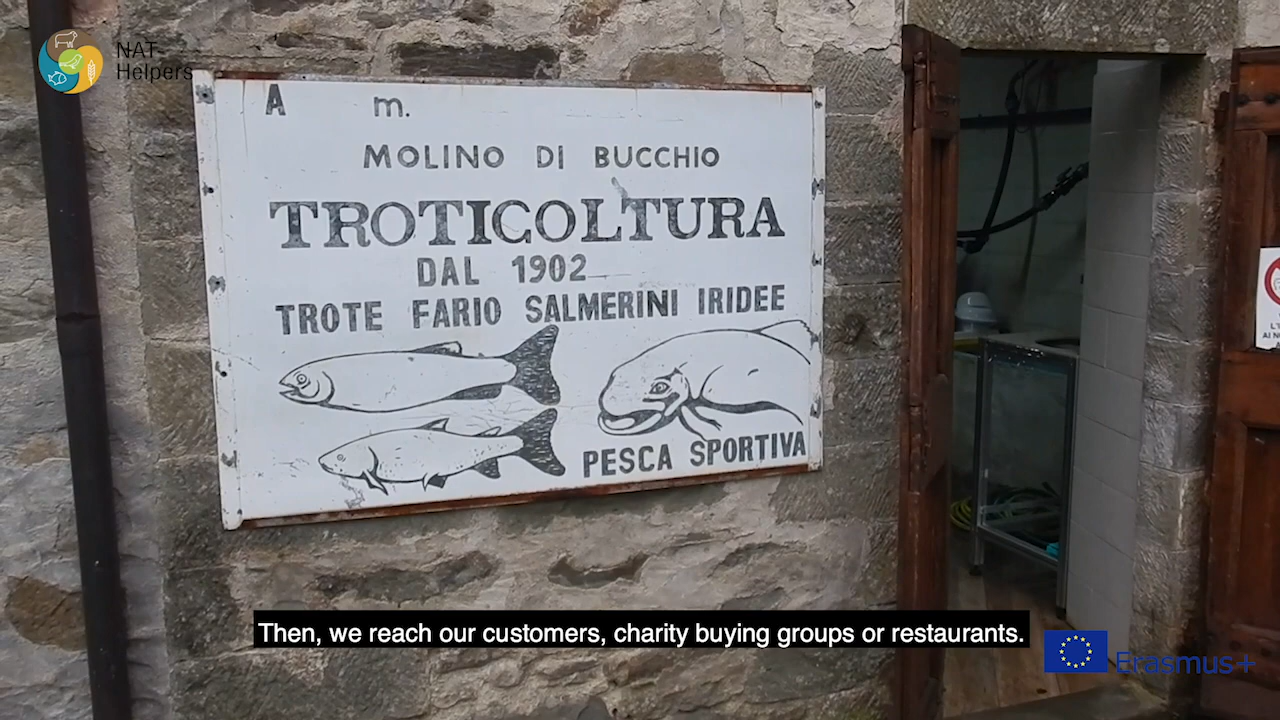 NAT-
Helpers
A m.
MOLINO DI BUCCHIO
TROTICOLTURA
DAL 1902
TROTE FARIO SALMERINI IRIDEE
PESCA SPORTIVA
Then, we reach our customers, charity buying groups or restaurants.
Erasmus+